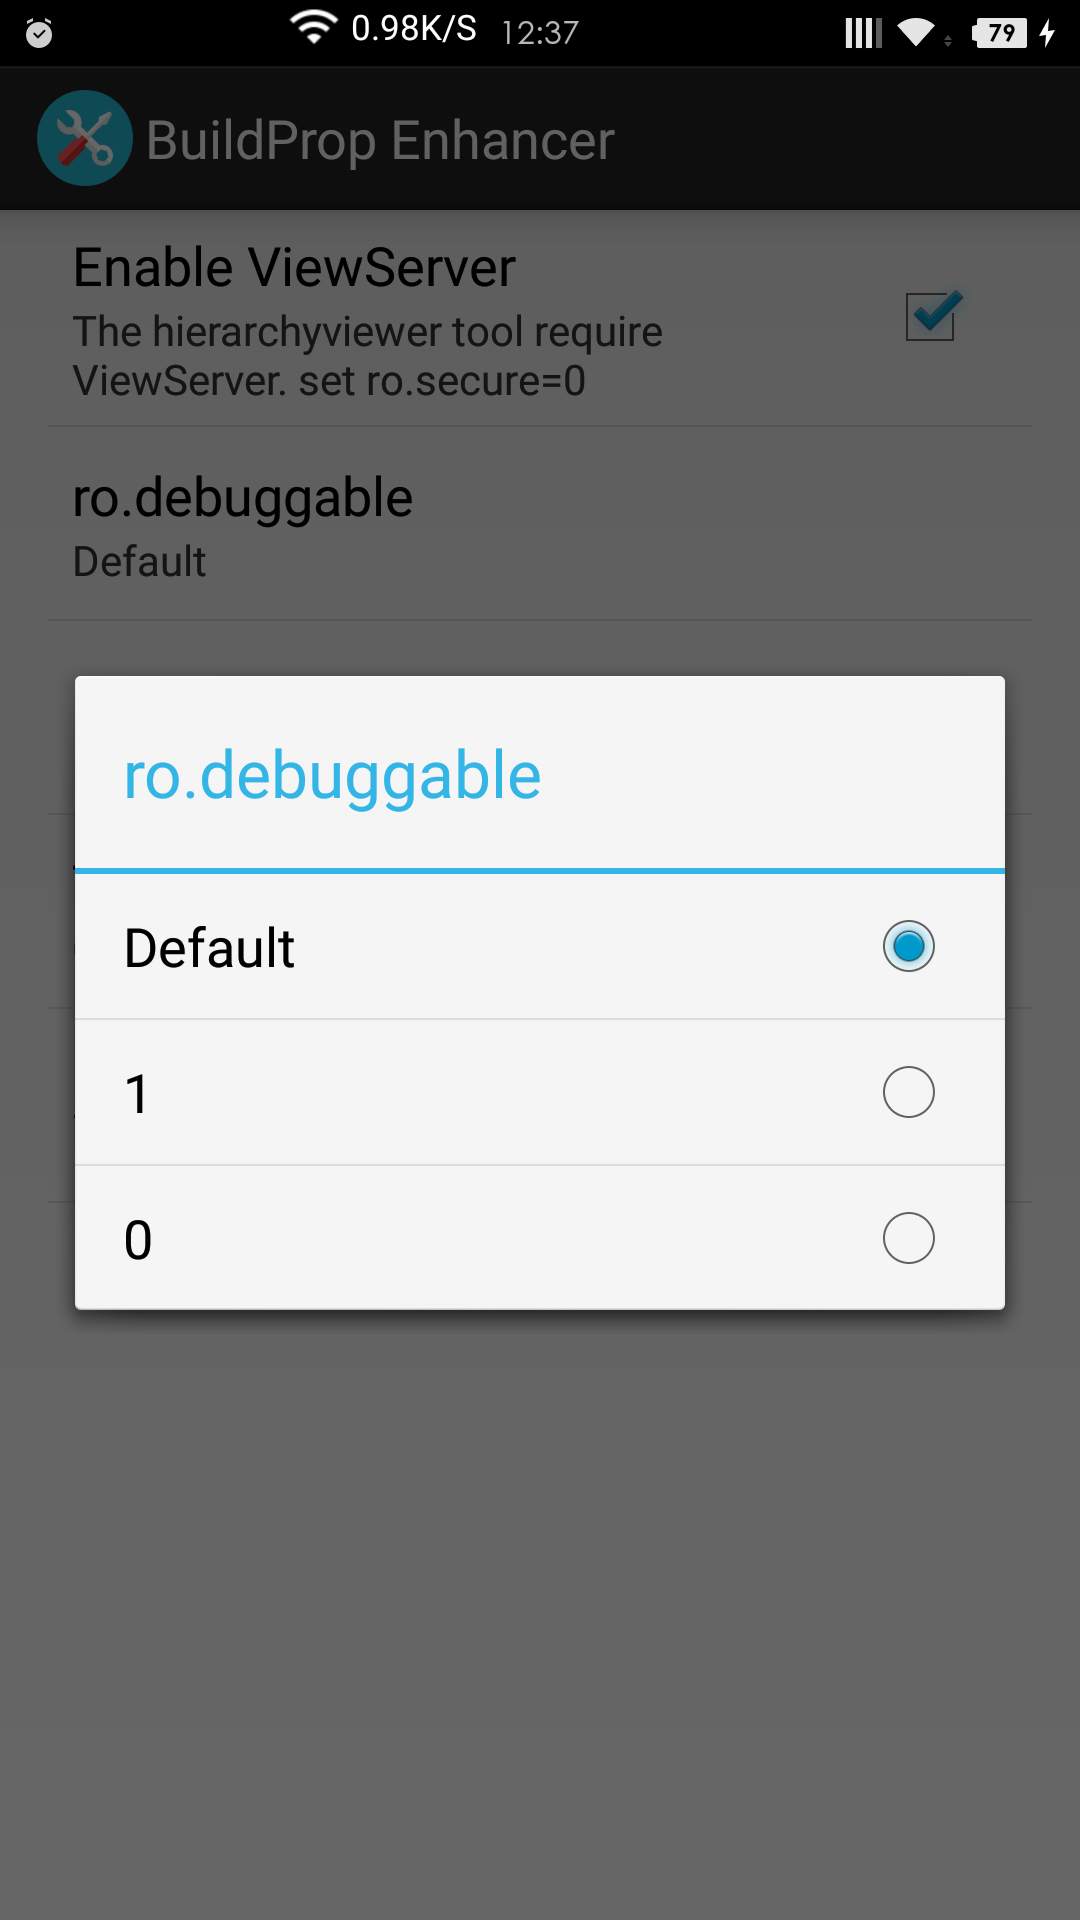 0.98K/S 12:37 79
BuildProp Enhancer
Enable ViewServer
The hierarchyviewer tool require
ViewServer. set ro.secure=0
ro.debuggable
Default
ro.debuggable
Default
1
0